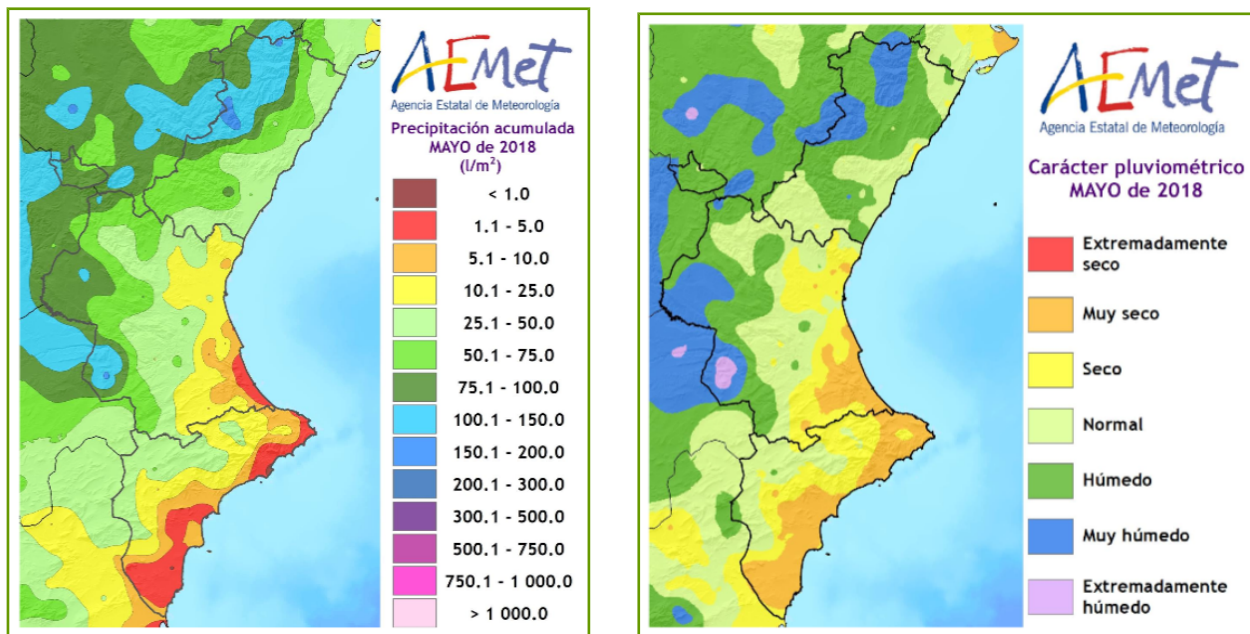 AEMet
Agencia Estatal de Meteorología
Precipitación acumulada
MAYO de 2018
(l/m²)
< 1.0
1.1 - 5.0
5.1 - 10.0
10.1 - 25.0
25.1 - 50.0
50.1 - 75.0
75.1 - 100.0
100.1 - 150.0
150.1 - 200.0
200.1 - 300.0
300.1 - 500.0
500.1 - 750.0
750.1 - 1 000.0
> 1 000.0
AEMet
Agencia Estatal de Meteorología
Carácter pluviométrico
MAYO de 2018
Extremadamente
seco
Muy seco
Seco
Normal
Húmedo
Muy húmedo
Extremadamente
húmedo